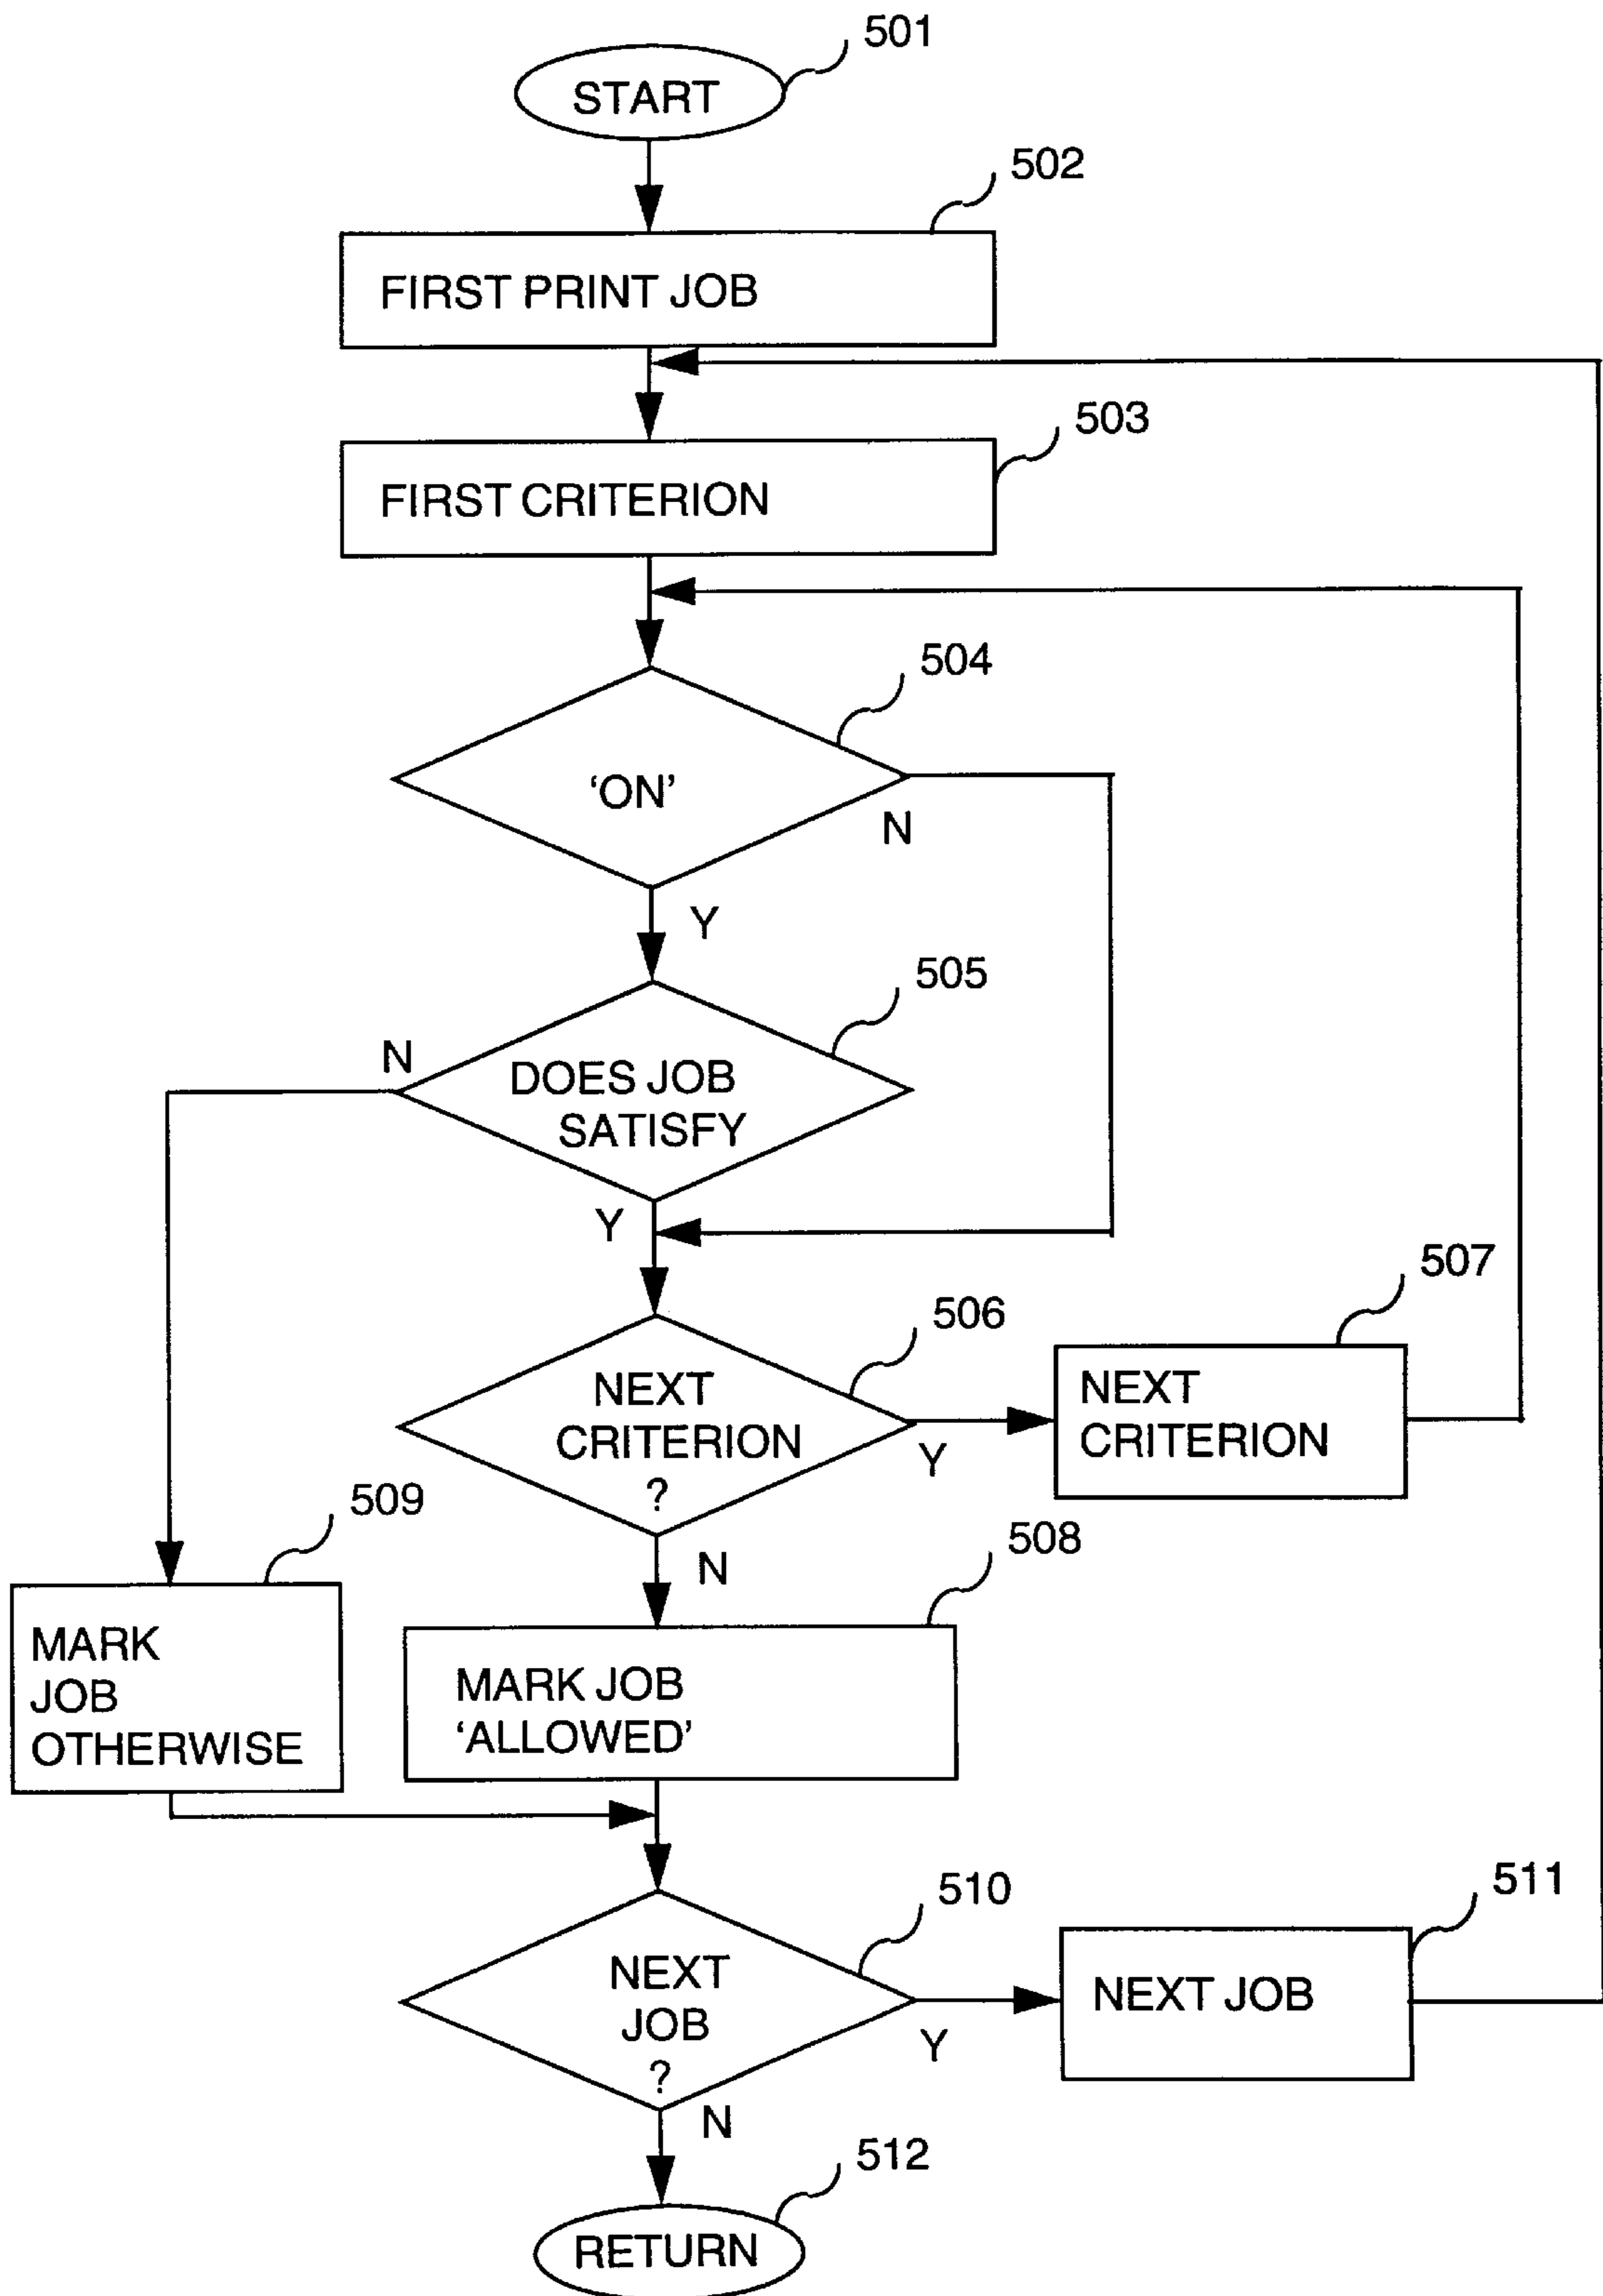 501
START
502
FIRST PRINT JOB
503
FIRST CRITERION
504
‘ON’
N
Y
505
N
DOES JOB
SATISFY
Y
507
506
NEXT
CRITERION
?
Y
NEXT
CRITERION
509
N
508
MARK
JOB
OTHERWISE
MARK JOB
‘ALLOWED’
510
511
NEXT
JOB
?
Y
NEXT JOB
N
512
RETURN